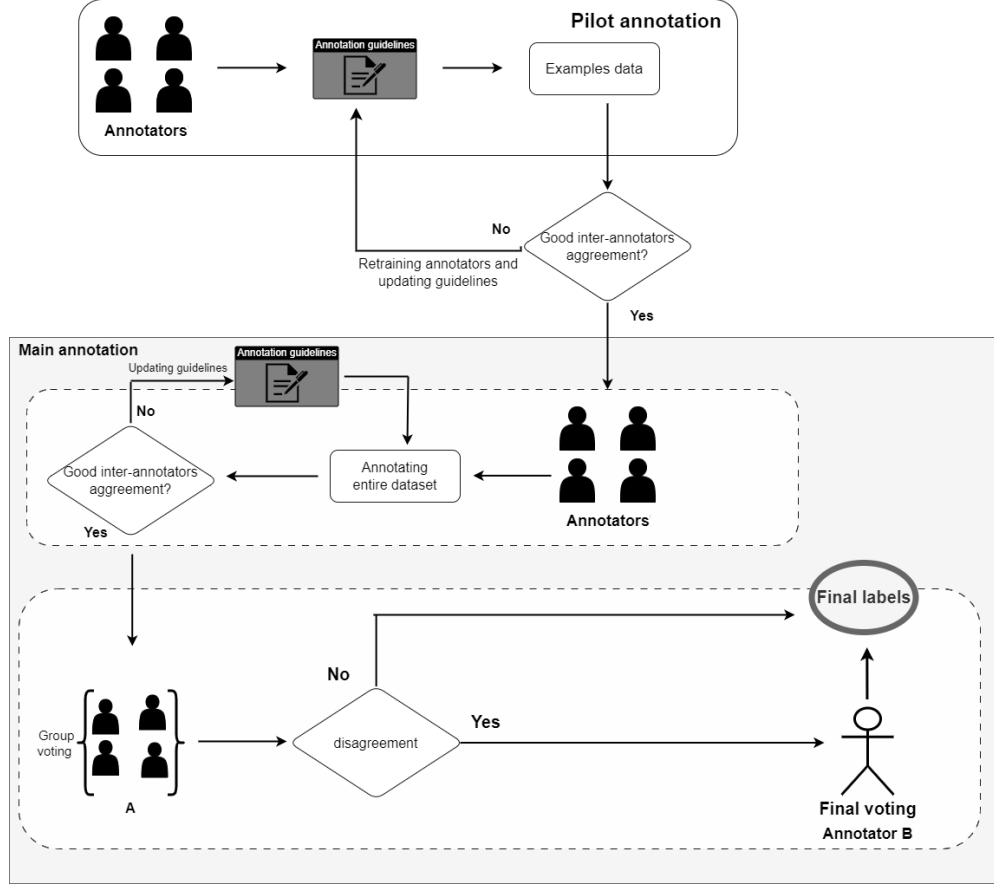 Pilot annotation
Annotation guidelines
Examples data
Annotators
No
Good inter-annotators
aggreement?
Retraining annotators and
updating guidelines
Yes
Main annotation
Annotation guidelines
Updating guidelines
No
Good inter-annotators
aggreement?
Annotating
entire dataset
Annotators
Yes
Final labels
No
Group
voting
disagreement
Yes
A
Final voting
Annotator B